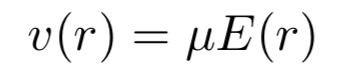 v(r) = μE(r)